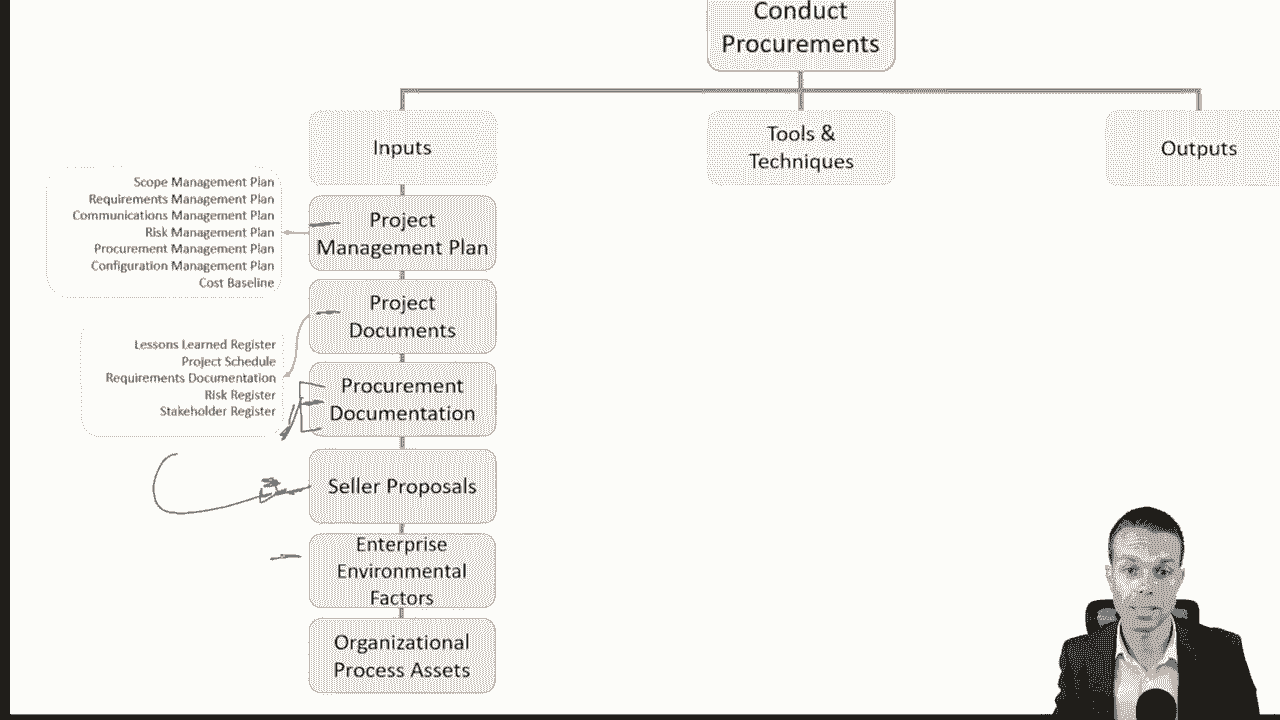 Conduct
Procurements
Inputs
Tools &
Techniques
Outputs
Scope Management Plan
Requirements Management Plan
Communications Management Plan
Risk Management Plan
Procurement Management Plan
Configuration Management Plan
Cost Baseline
Project
Management Plan
Lessons Learned Register
Project Schedule
Requirements Documentation
Risk Register
Stakeholder Register
Project
Documents
Procurement
Documentation
Seller Proposals
Enterprise
Environmental
Factors
Organizational
Process Assets